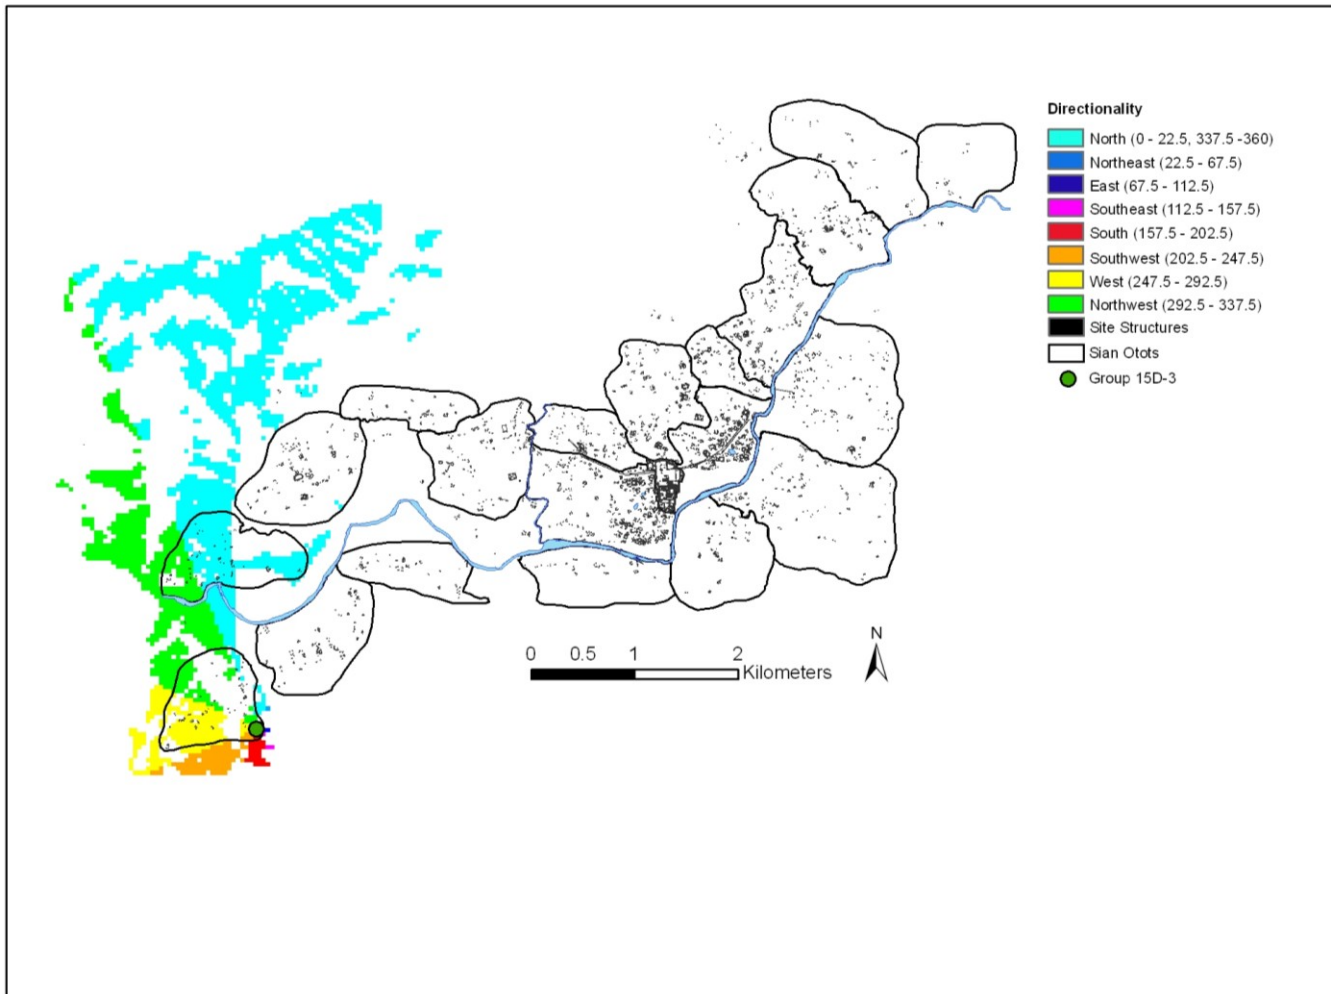 Directionality
North (0 - 22.5, 337.5 -360)
Northeast (22.5 - 67.5)
East (67.5 - 112.5)
Southeast (112.5 - 157.5)
South (157.5 - 202.5)
Southwest (202.5 - 247.5)
West (247.5 - 292.5)
Northwest (292.5 - 337.5)
Site Structures
Sian Otots
Group 15D-3
N
0 0.5 1 2
Kilometers